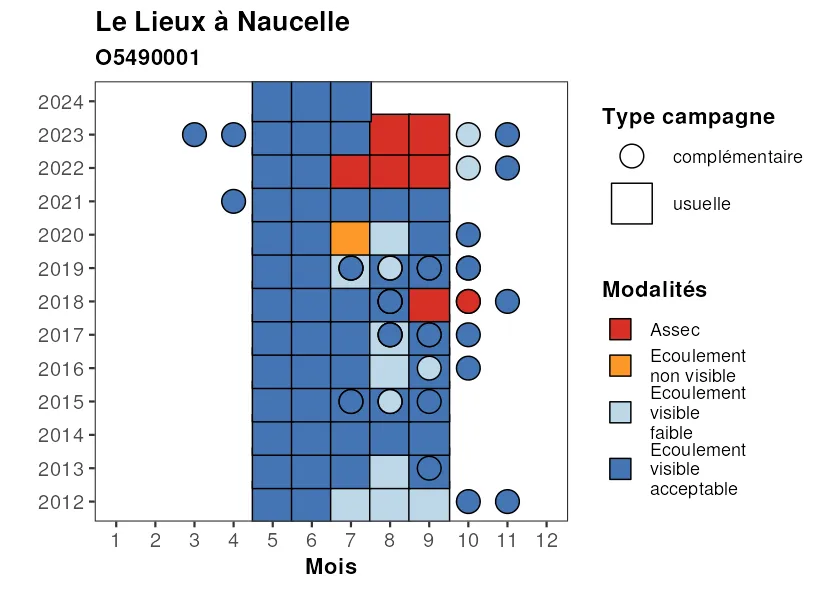 Le Lieux à Naucelle
O5490001
2024
2023
2022
2021
2020
2019
2018
2017
2016
2015
2014
2013
2012
1 2 3 4 5 6 7 8 9 10 11 12
Mois
Type campagne
complémentaire
usuelle
Modalités
Assec
Ecoulement
non visible
Ecoulement
visible
faible
Ecoulement
visible
acceptable